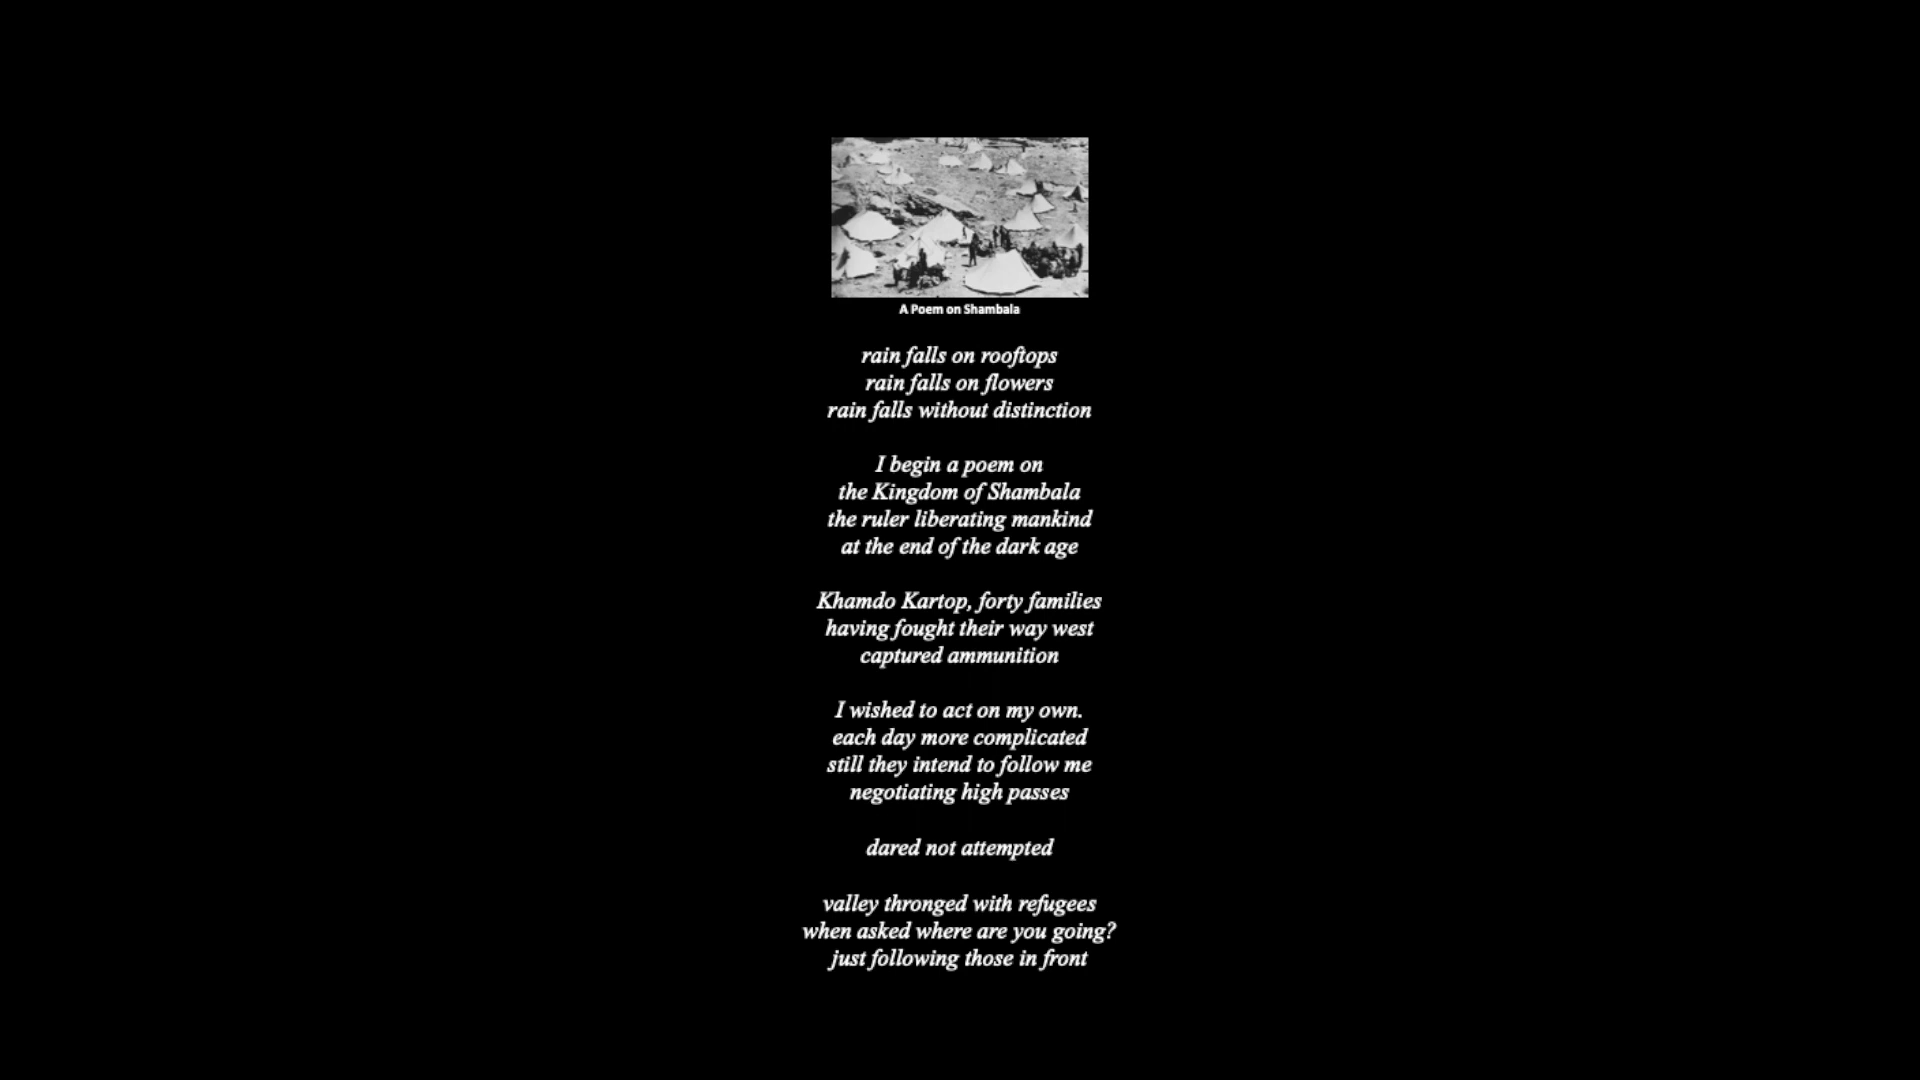 A Poem on Shambala
rain falls on rooftops
rain falls on flowers
rain falls without distinction
I begin a poem on
the Kingdom of Shambala
the ruler liberating mankind
at the end of the dark age
Khamdo Kartop, forty families
having fought their way west
captured ammunition
I wished to act on my own.
each day more complicated
still they intend to follow me
negotiating high passes
dared not attempted
valley thronged with refugees
when asked where are you going?
just following those in front